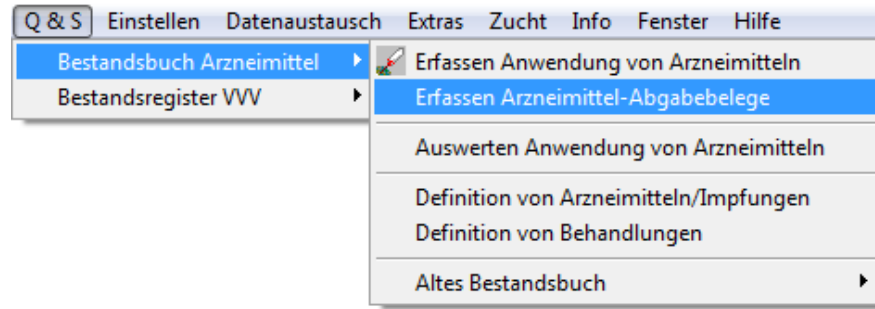 Q & S Einstellen Datenaustausch Extras Zucht Info Fenster Hilfe
Bestandsbuch Arzneimittel
Bestandsregister VVV
Erfassen Anwendung von Arzneimitteln
Erfassen Arzneimittel-Abgabebelege
Auswerten Anwendung von Arzneimitteln
Definition von Arzneimitteln/Impfungen
Definition von Behandlungen
Altes Bestandsbuch